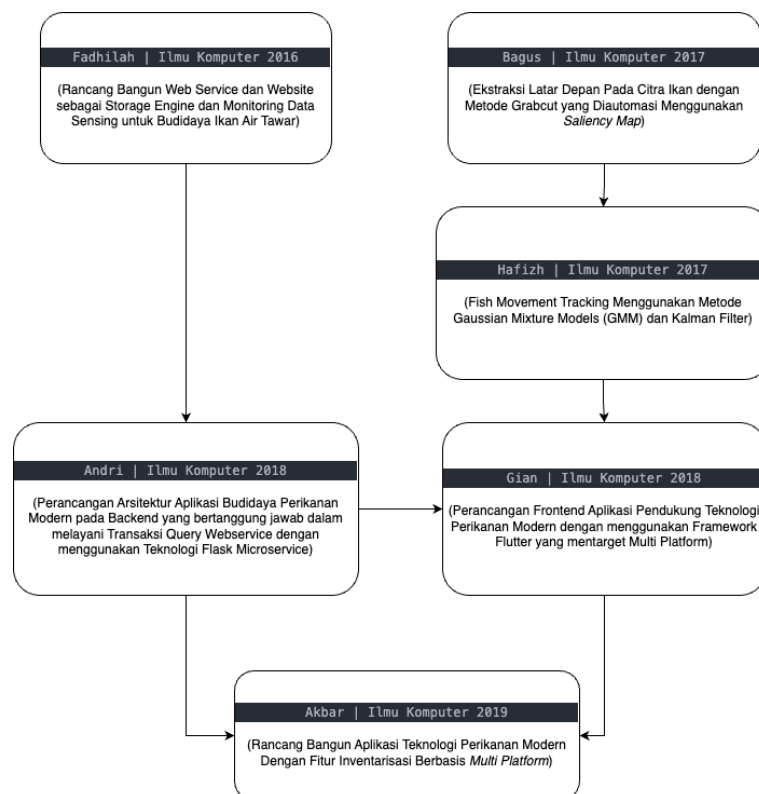 Fadhilah | Ilmu Komputer 2016
(Rancang Bangun Web Service dan Website
sebagai Storage Engine dan Monitoring Data
Sensing untuk Budidaya Ikan Air Tawar)
Bagus | Ilmu Komputer 2017
(Ekstraksi Latar Depan Pada Citra Ikan dengan
Metode Grabcut yang Diautomasi Menggunakan
Saliency Map)
Hafizh | Ilmu Komputer 2017
(Fish Movement Tracking Menggunakan Metode
Gaussian Mixture Models (GMM) dan Kalman Filter)
Andri | Ilmu Komputer 2018
(Perancangan Arsitektur Aplikasi Budidaya Perikanan
Modern pada Backend yang bertanggung jawab dalam
melayani Transaksi Query Webservice dengan
menggunakan Teknologi Flask Microservice)
Gian | Ilmu Komputer 2018
(Perancangan Frontend Aplikasi Pendukung Teknologi
Perikanan Modern dengan menggunakan Framework
Flutter yang mentarget Multi Platform)
Akbar | Ilmu Komputer 2019
(Rancang Bangun Aplikasi Teknologi Perikanan Modern
Dengan Fitur Inventarisasi Berbasis Multi Platform)